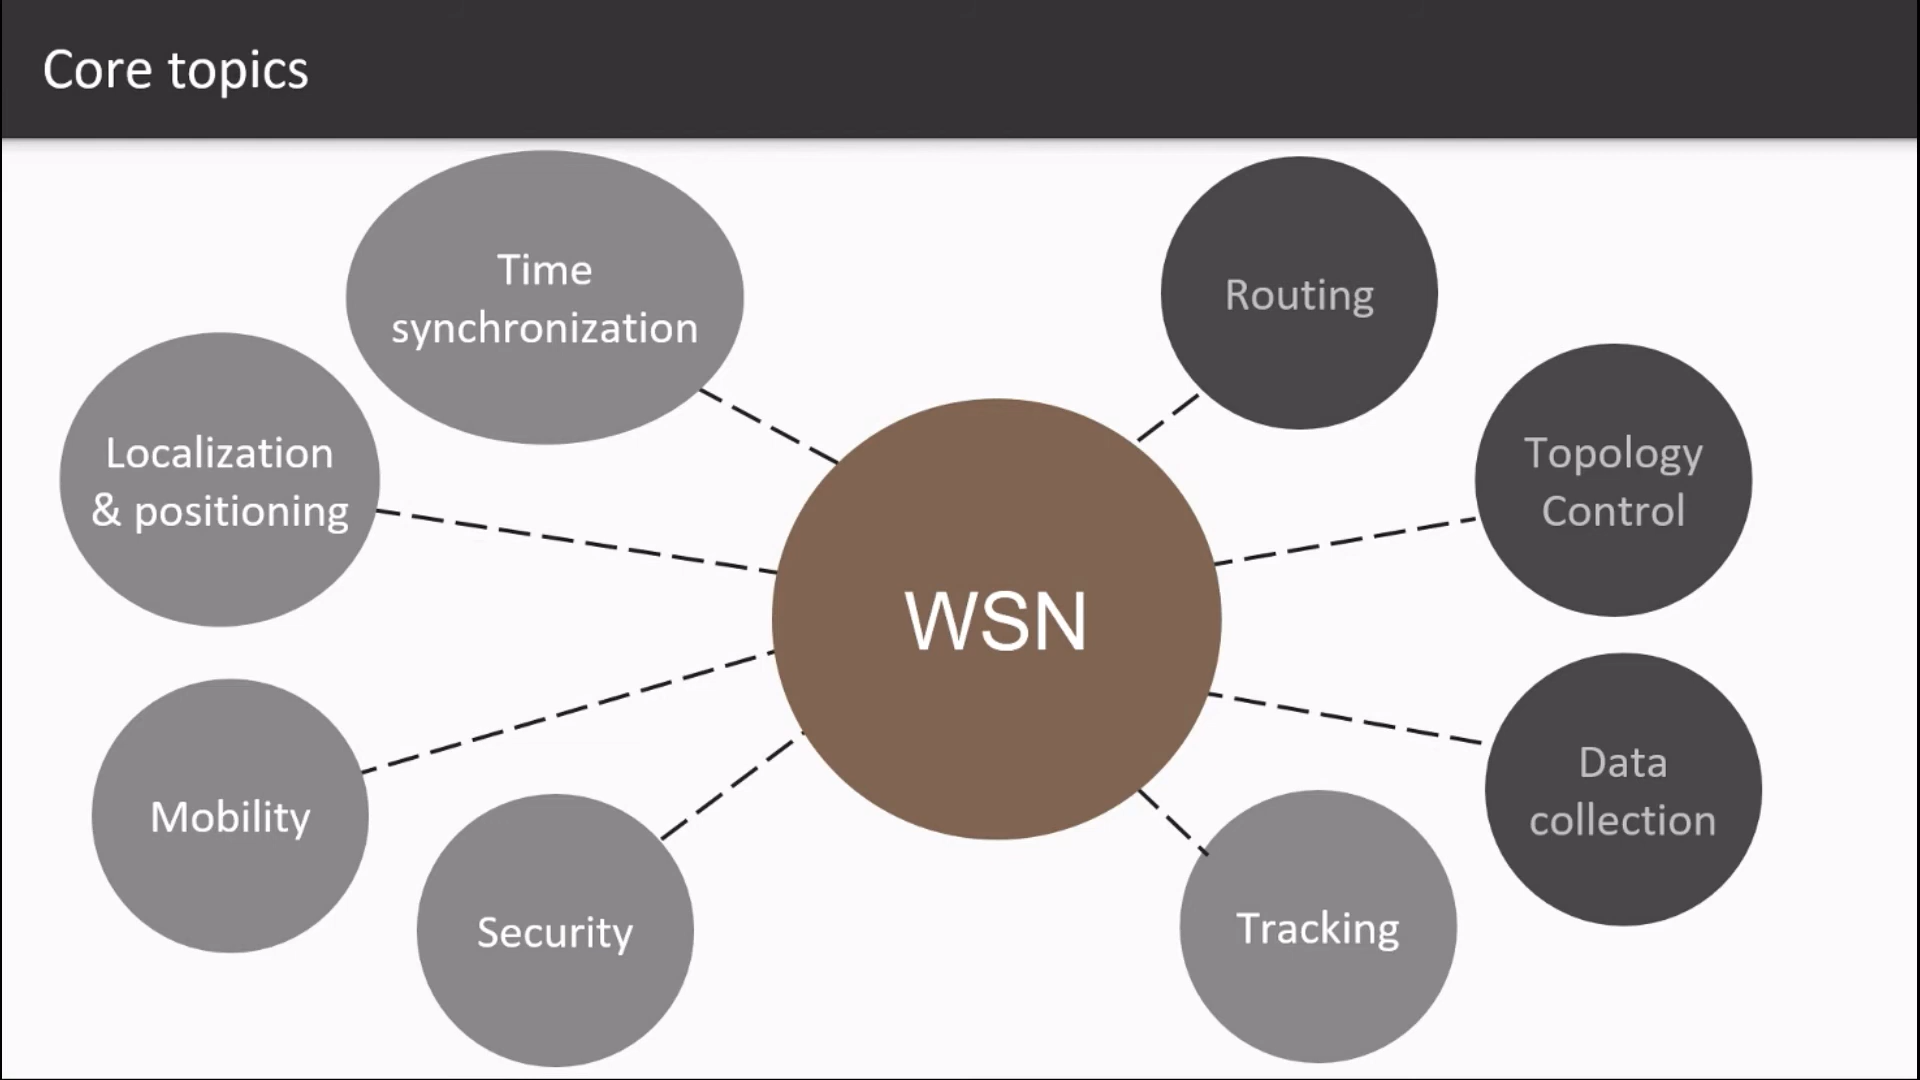 Core topics
Time
synchronization
Routing
Localization
& positioning
Topology
Control
WSN
Mobility
Data
collection
Security
Tracking